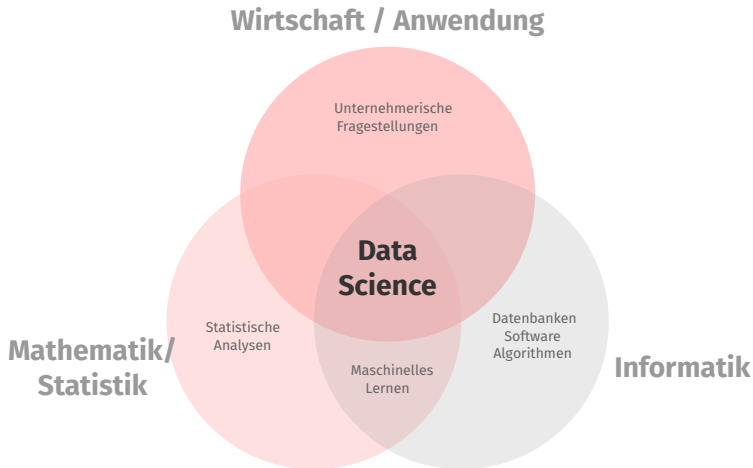 Wirtschaft / Anwendung
Unternehmerische
Fragestellungen
Data
Science
Statistische
Analysen
Datenbanken
Software
Algorithmen
Mathematik/
Statistik
Informatik
Maschinelles
Lernen